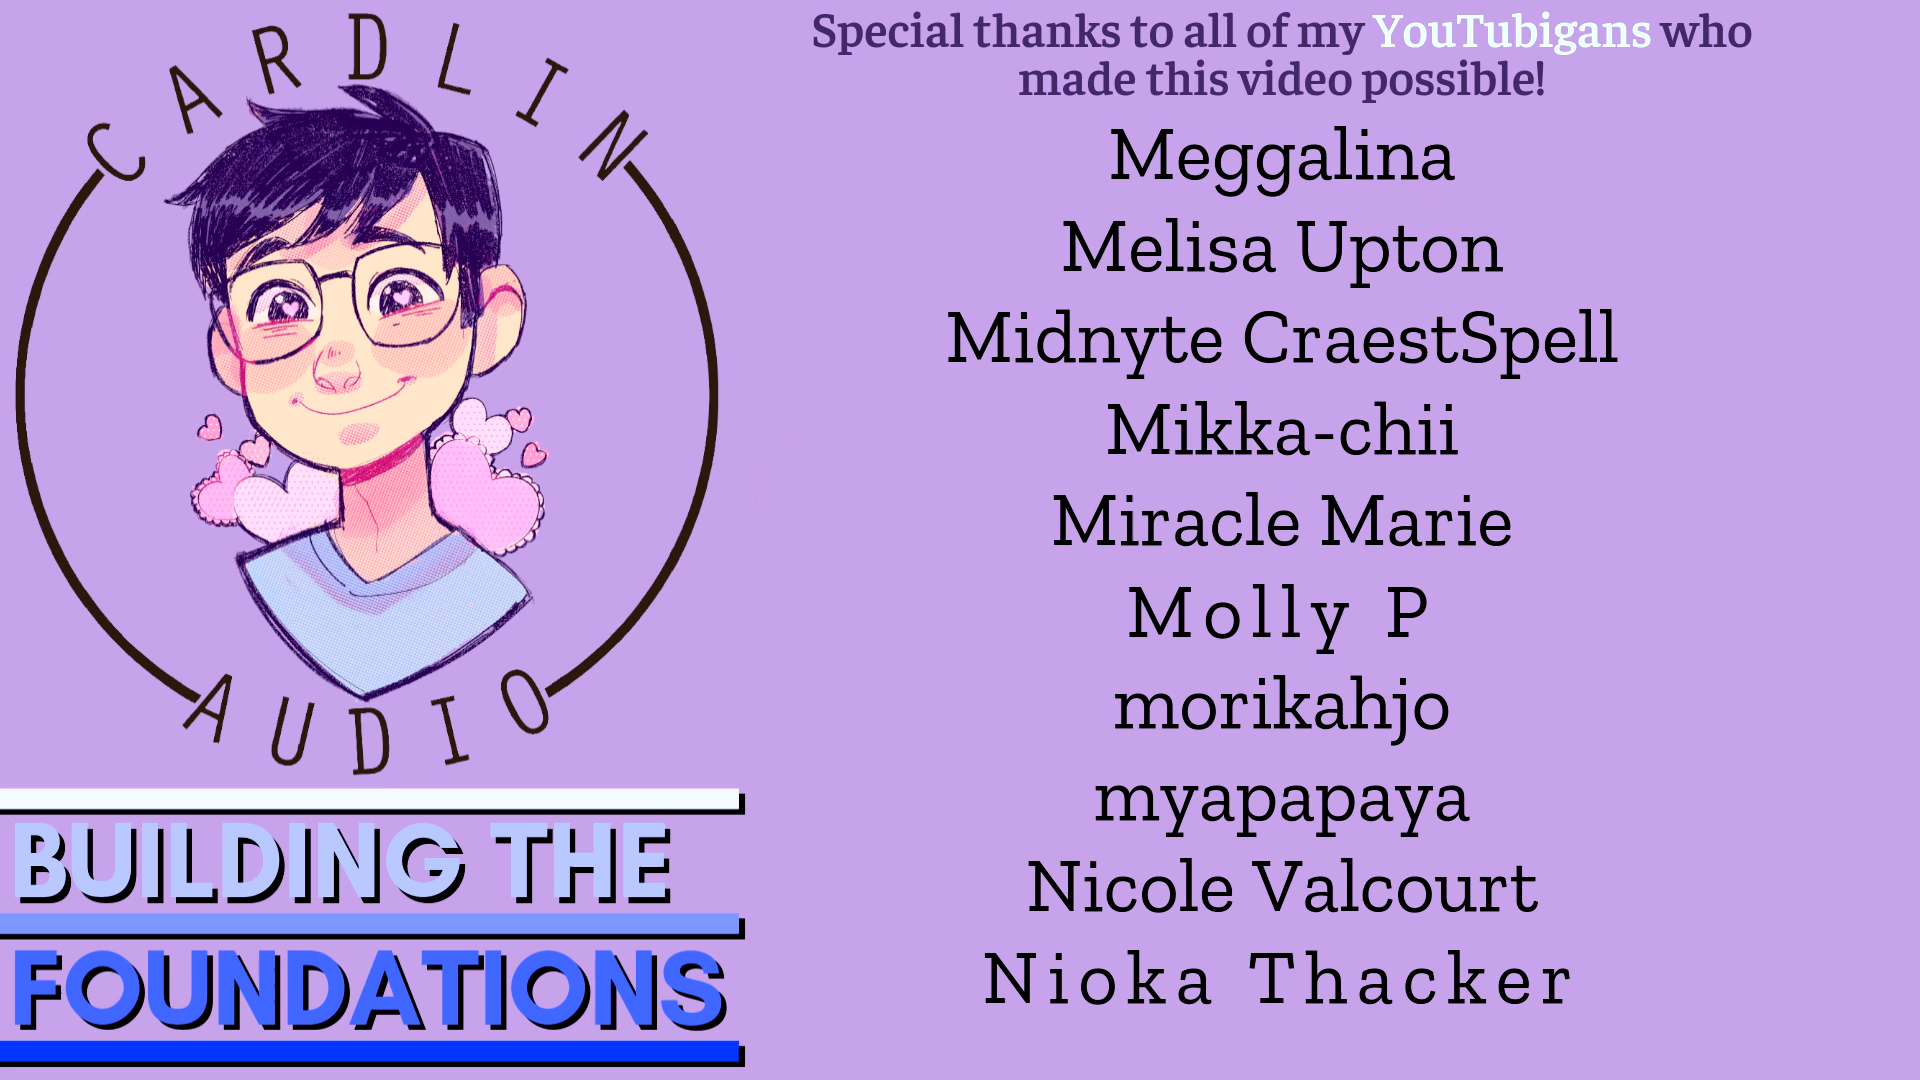 CARDLIN
AUDIO
BUILDING THE
FOUNDATIONS
Special thanks to all of my YouTubigans who
made this video possible!
Meggalina
Melisa Upton
Midnyte CraestSpell
Mikka-chii
Miracle Marie
Molly P
morikahjo
myapapaya
Nicole Valcourt
Nioka Thacker